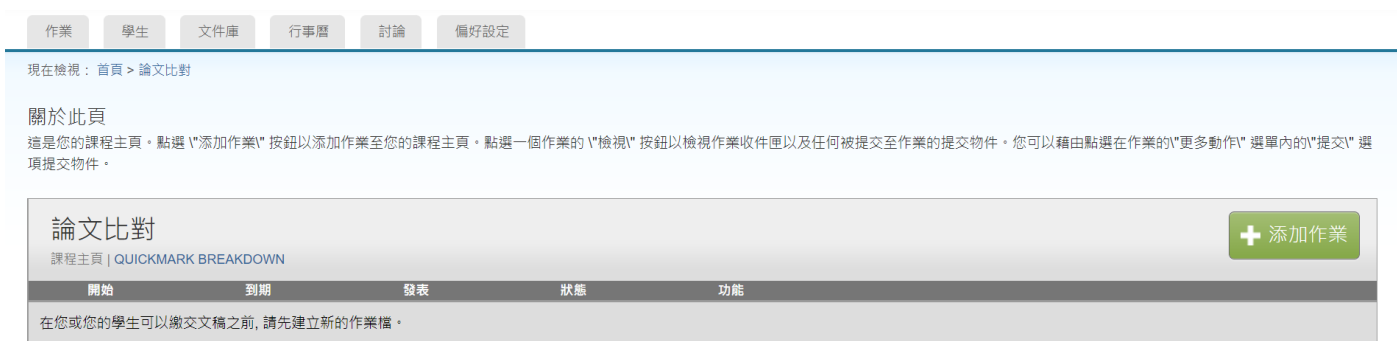 作業 學生 文件庫 行事曆 討論 偏好設定
現在檢視： 首頁 > 論文比對
關於此頁
這是您的課程主頁。點選 \"添加作業\" 按鈕以添加作業至您的課程主頁。點選一個作業的 \"檢視\" 按鈕以檢視作業收件匣以及任何被提交至作業的提交物件。您可以藉由點選在作業的\"更多動作\" 選單內的\"提交\" 選
項提交物件。
論文比對
添加作業
課程主頁 | QUICKMARK BREAKDOWN
開始 到期 發表 狀態 功能
在您或您的學生可以繳交文稿之前, 請先建立新的作業檔。